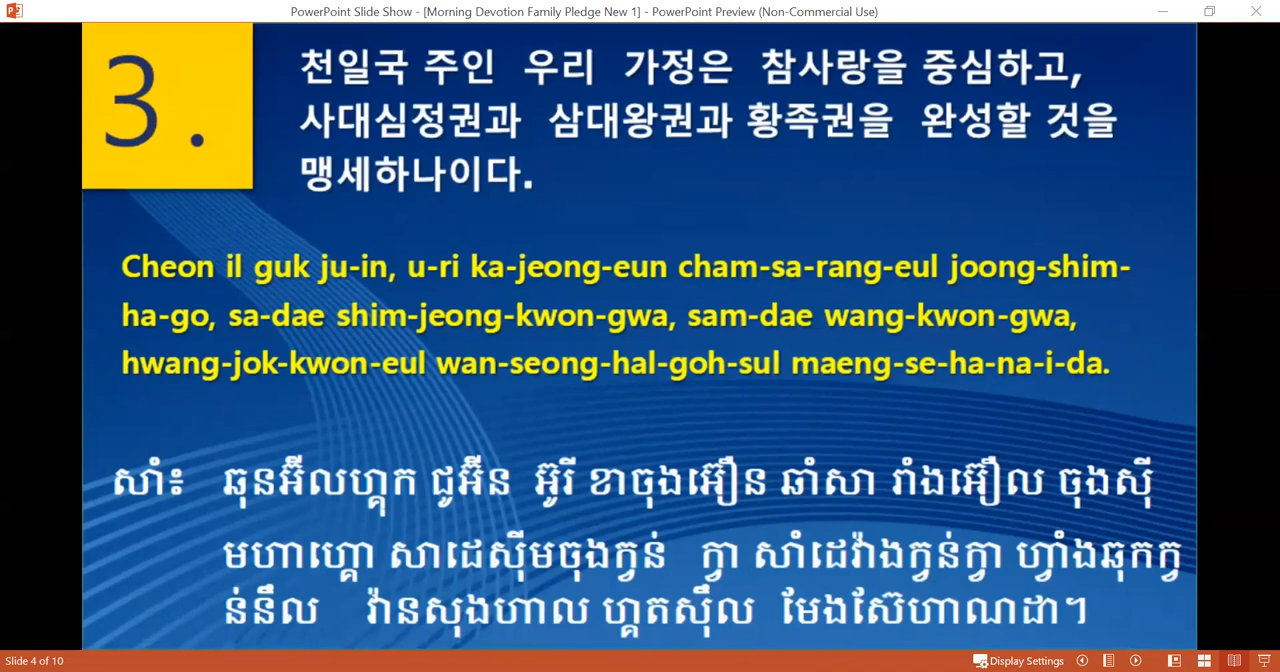 PowerPoint Slide Show - [Morning Devotion Family Pledge New 1] - PowerPoint Preview (Non-Commercial Use)
3.
천일국 주인 우리 가정은 참사랑을 중심하고,
사대심정권과 삼대왕권과 황족권을 완성할 것을
맹세하나이다.
Cheon il guk ju-in, u-ri ka-jeong-eun cham-sa-rang-eul joong-shim-
ha-go, sa-dae shim-jeong-kwon-gwa, sam-dae wang-kwon-gwa,
hwang-jok-kwon-eul wan-seong-hal-goh-sul maeng-se-ha-na-i-da.
សាំ៖ ឆុនអ៊ីលហ្គុក ជូអ៊ីន អ៊ូរី ខាចុងអ៊ឿន ឆាំសា រាំងអ៊ឿល ចុងស៊ី
មហាហ្គោ សាដេស៊ីមចុងក្វន់ ក្វា សាំដេវ៉ាងក្វន់ក្វា ហ្វាំងឆុកក្វ
ន់នឹល វ៉ានសុងហាល ហ្គតស៊ឹល មែងស៊ែហាណដា។
Slide 4 of 10
Display Settings